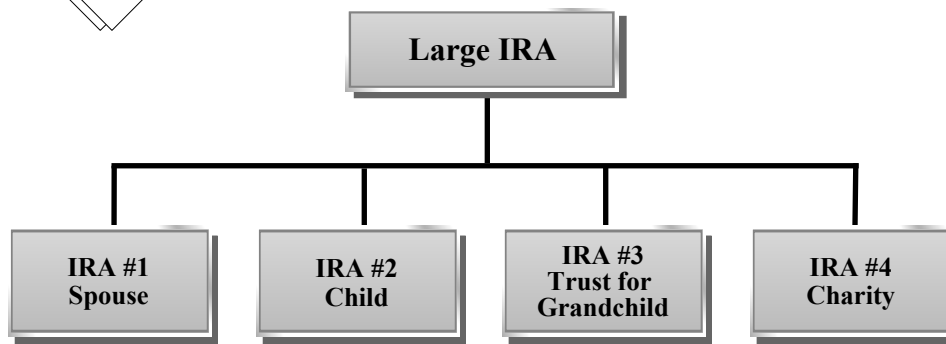 Large IRA
IRA #1
Spouse
IRA #2
Child
IRA #3
Trust for
Grandchild
IRA #4
Charity